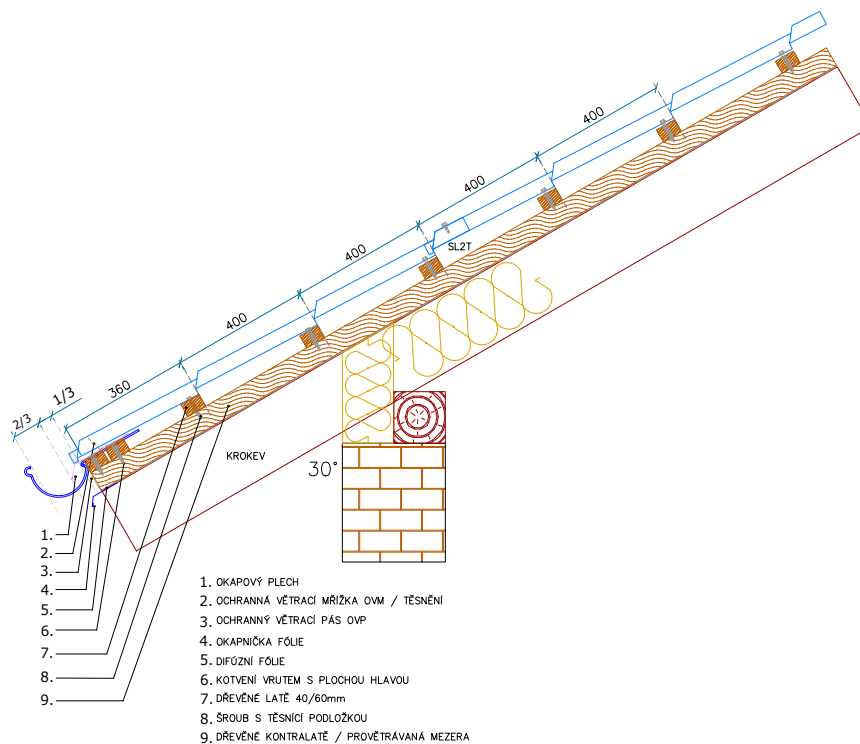 400
400
400
400
400
360
1/3
2/3
SL2T
KROKEV
30°
1.
2.
3.
4.
5.
6.
7.
8.
9.
1. OKAPOVÝ PLECH
2. OCHRANNÁ VĚTRACÍ MŘÍŽKA OVM / TĚSNĚNÍ
3. OCHRANNÝ VĚTRACÍ PÁS OVP
4. OKAPNIČKA FÓLIE
5. DIFÚZNÍ FÓLIE
6. KOTVENÍ VRUTEM S PLOCHOU HLAVOU
7. DŘEVĚNÉ LATĚ 40/60mm
8. ŠROUB S TĚSNÍCÍ PODLOŽKOU
9. DŘEVĚNÉ KONTRALATĚ / PROVĚTRÁVANÁ MEZERA